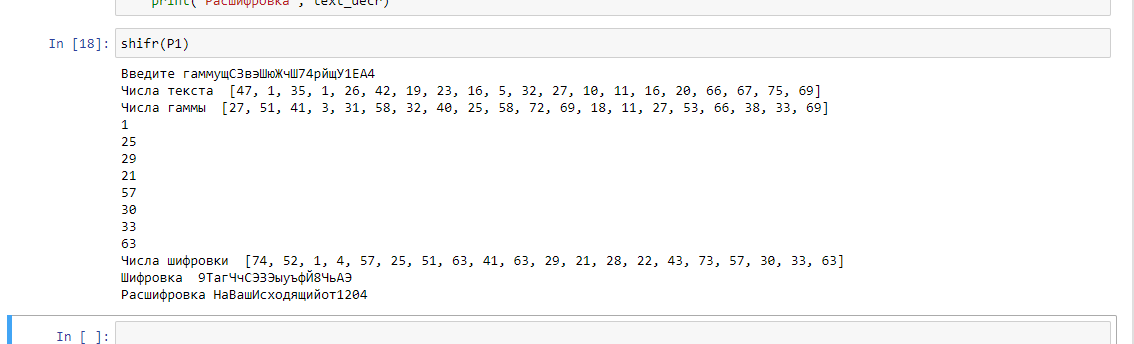 print("Расшифровка", text_decr)
In [18]: shifr(P1)
Введите гаммущСЗвэШюЖчШ74рйщУ1ЕА4
Числа текста [47, 1, 35, 1, 26, 42, 19, 23, 16, 5, 32, 27, 10, 11, 16, 20, 66, 67, 75, 69]
Числа гаммы [27, 51, 41, 3, 31, 58, 32, 40, 25, 58, 72, 69, 18, 11, 27, 53, 66, 38, 33, 69]
1
25
29
21
57
30
33
63
Числа шифровки [74, 52, 1, 4, 57, 25, 51, 63, 41, 63, 29, 21, 28, 22, 43, 73, 57, 30, 33, 63]
Шифровка 9ТагЧчСЭЗЭыуъфЙ8ЧьАЭ
Расшифровка НаВашИсходящийот1204
In [ ]: